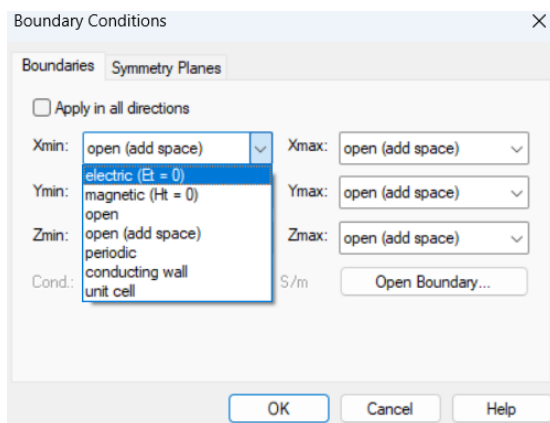 Boundary Conditions
Boundaries Symmetry Planes
Apply in all directions
Xmin: open (add space) Xmax: open (add space)
electric (Et = 0)
Ymin: magnetic (Ht = 0) Ymax: open (add space)
open
Zmin: open (add space) Zmax: open (add space)
periodic
Cond.: conducting wall S/m Open Boundary...
unit cell
OK Cancel Help